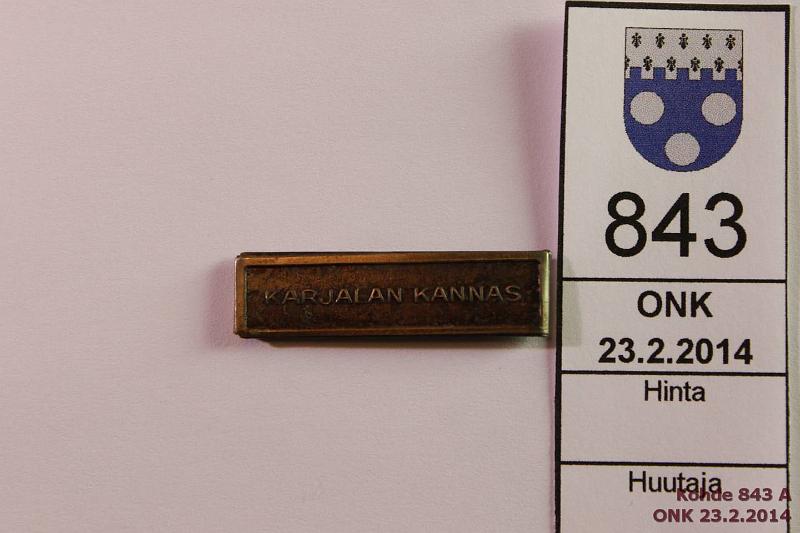 KARJALAN KANNAS
843
ONK
23.2.2014
Hinta
Huutaja
Kohde 843 A
ONK 23.2.2014